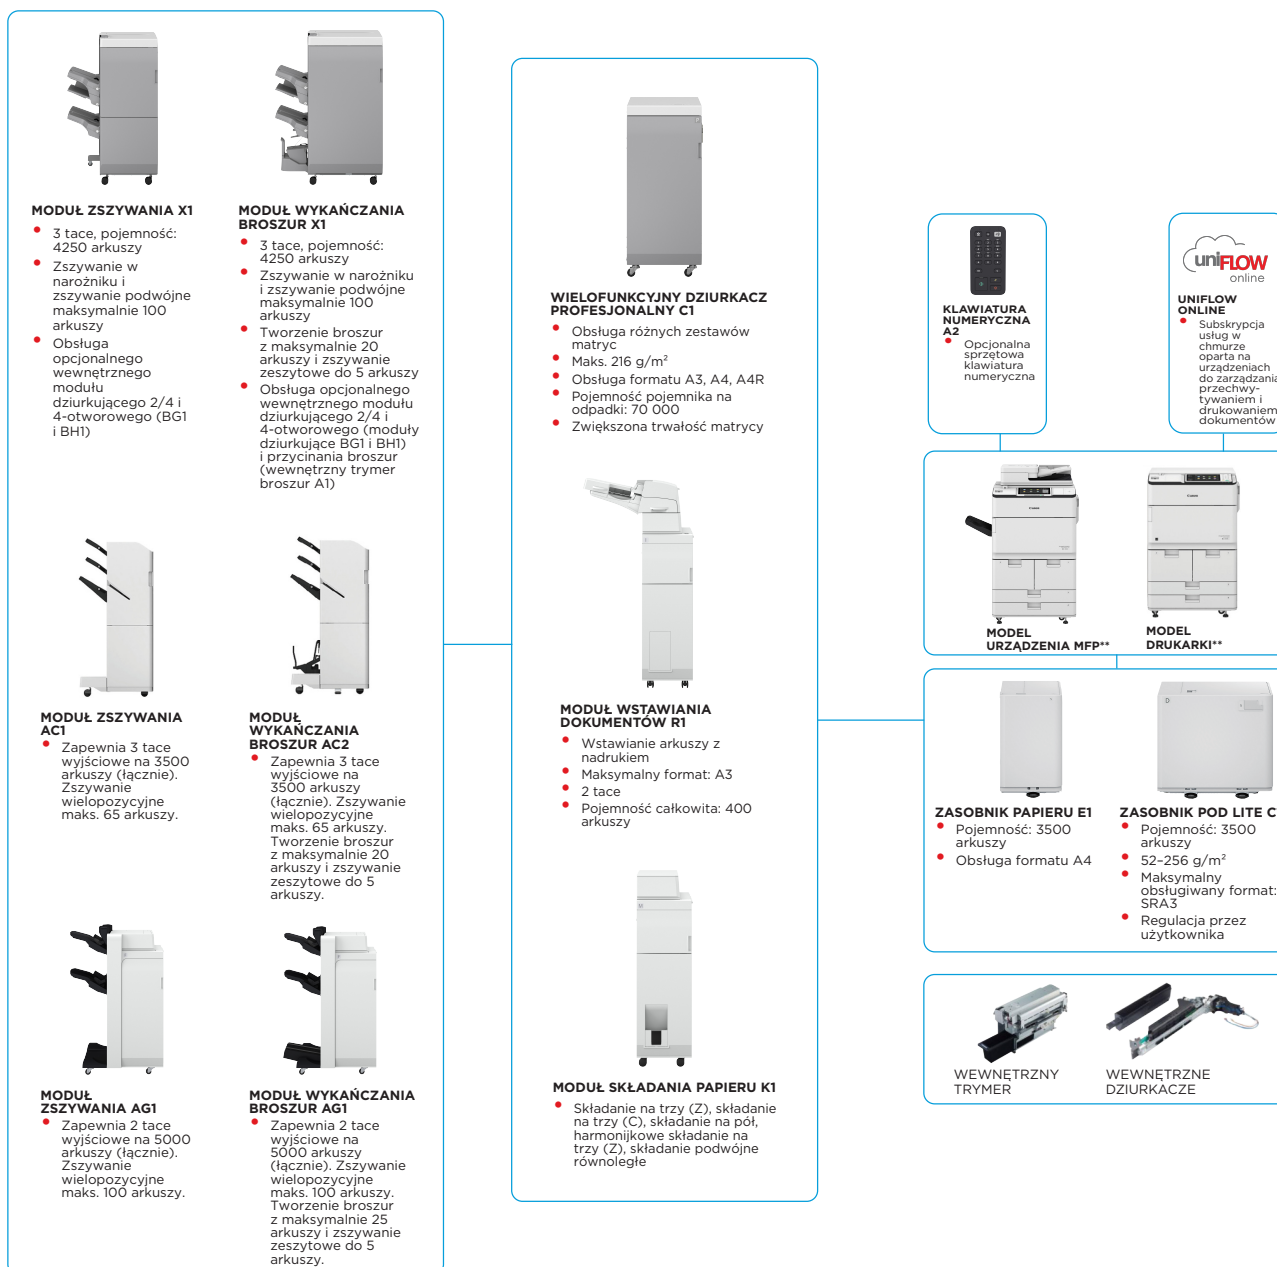 MODUŁ ZSZYWANIA X1
3 tace, pojemność:
4250 arkuszy
Zszywanie w
narożniku i
zszywanie podwójne
maksymalnie 100
arkuszy
Obsługa
opcjonalnego
wewnętrznego
modułu
dziurkującego 2/4 i
4-otworowego (BG1
i BH1)
MODUŁ WYKAŃCZANIA
BROSZUR X1
3 tace, pojemność:
4250 arkuszy
Zszywanie w narożniku
i zszywanie podwójne
maksymalnie 100
arkuszy
Tworzenie broszur
z maksymalnie 20
arkuszy i zszywanie
zeszytowe do 5 arkuszy
Obsługa opcjonalnego
wewnętrznego modułu
dziurkującego 2/4 i
4-otworowego (moduły
dziurkujące BG1 i BH1)
i przycinania broszur
(wewnętrzny trymer
broszur A1)
MODUŁ ZSZYWANIA
AC1
Zapewnia 3 tace
wyjściowe na 3500
arkuszy (łącznie).
Zszywanie
wielopozycyjne
maks. 65 arkuszy.
MODUŁ
WYKAŃCZANIA
BROSZUR AC2
Zapewnia 3 tace
wyjściowe na
3500 arkuszy
(łącznie). Zszywanie
wielopozycyjne
maks. 65 arkuszy.
Tworzenie broszur
z maksymalnie 20
arkuszy i zszywanie
zeszytowe do 5
arkuszy.
MODUŁ
ZSZYWANIA AG1
Zapewnia 2 tace
wyjściowe na 5000
arkuszy (łącznie).
Zszywanie
wielopozycyjne
maks. 100 arkuszy.
MODUŁ WYKAŃCZANIA
BROSZUR AG1
Zapewnia 2 tace
wyjściowe na
5000 arkuszy
(łącznie). Zszywanie
wielopozycyjne
maks. 100 arkuszy.
Tworzenie broszur
z maksymalnie 25
arkuszy i zszywanie
zeszytowe do 5
arkuszy.
WIELOFUNKCYJNY DZIURKACZ
PROFESJONALNY C1
Obsługa różnych zestawów
matryc
Maks. 216 g/m²
Obsługa formatu A3, A4, A4R
Pojemność pojemnika na
odpadki: 70 000
Zwiększona trwałość matrycy
MODUŁ WSTAWIANIA
DOKUMENTÓW R1
Wstawianie arkuszy z
nadrukiem
Maksymalny format: A3
2 tace
Pojemność całkowita: 400
arkuszy
MODUŁ SKŁADANIA PAPIERU K1
Składanie na trzy (Z), składanie
na trzy (C), składanie na pół,
harmonijkowe składanie na
trzy (Z), składanie podwójne
równoległe
KLAWIATURA
NUMERYCZNA
A2
Opcjonalna
sprzętowa
klawiatura
numeryczna
uniFLOW
online
UNIFLOW
ONLINE
Subskrypcja
usług w
chmurze
oparta na
urządzeniach
do zarządzania
przechwy-
tywaniem i
drukowaniem
dokumentów
Canon
Canon
MODEL
URZĄDZENIA MFP**
MODEL
DRUKARKI**
ZASOBNIK PAPIERU E1
Pojemność: 3500
arkuszy
Obsługa formatu A4
D
ZASOBNIK POD LITE C
Pojemność: 3500
arkuszy
52–256 g/m²
Maksymalny
obsługiwany format:
SRA3
Regulacja przez
użytkownika
WEWNĘTRZNY
TRYMER
WEWNĘTRZNE
DZIURKACZE